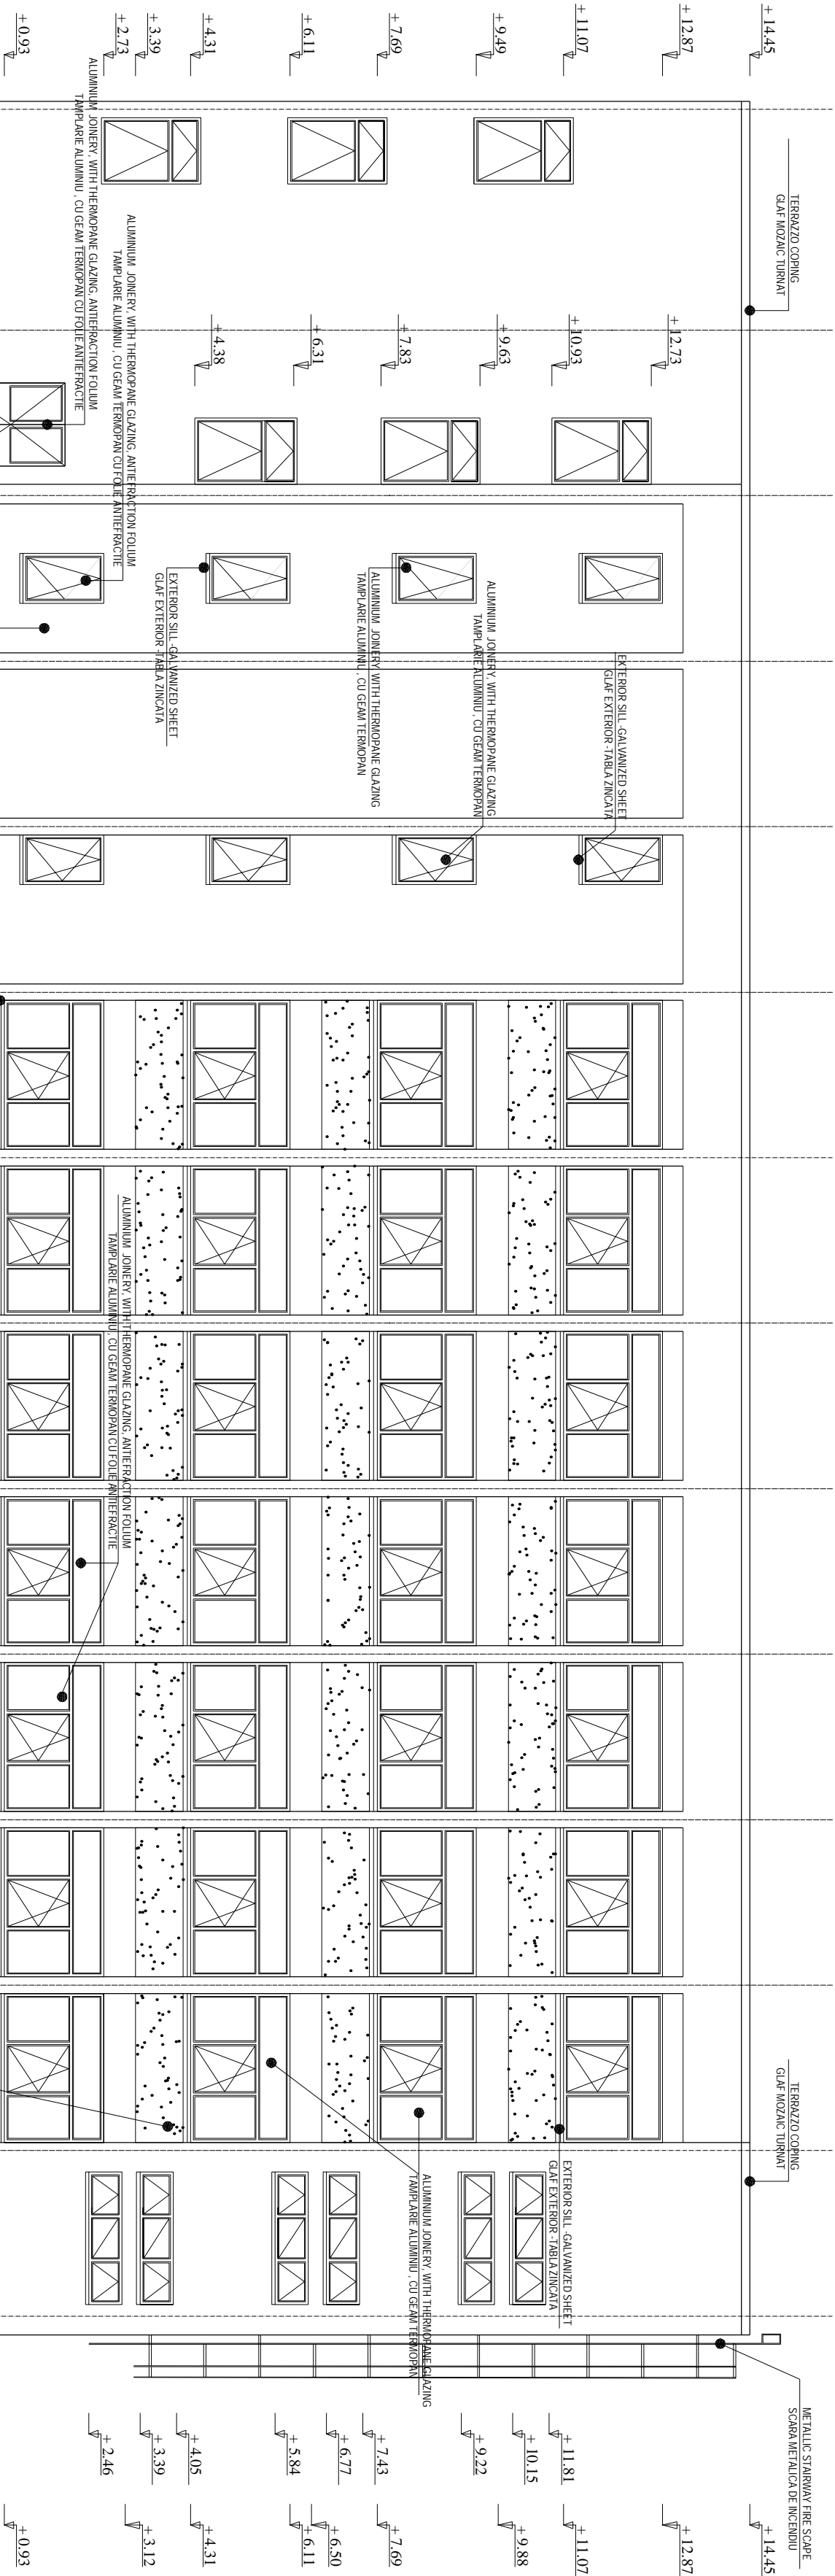 + 14.45
+ 12.87
+ 11.07
+ 9.49
+ 7.69
+ 6.11
+ 4.31
+ 3.39
+ 2.73
+ 0.93
TERRAZZO COPING
GLAF MOZAIC TURNAT
+ 12.73
+ 10.93
+ 9.63
+ 7.83
+ 6.31
+ 4.38
ALUMINIUM JOINERY, WITH THERMOPANE GLAZING, ANTIEFRACTION FOLIUM
TAMPLARIE ALUMINIU , CU GEAM TERMOPAN CU FOLIE ANTIEFRACTIE
ALUMINIUM JOINERY, WITH THERMOPANE GLAZING, ANTIEFRACTION FOLIUM
TAMPLARIE ALUMINIU , CU GEAM TERMOPAN CU FOLIE ANTIEFRACTIE
EXTERIOR SILL -GALVANIZED SHEET
GLAF EXTERIOR -TABLA ZINCATA
ALUMINIUM JOINERY, WITH THERMOPANE GLAZING
TAMPLARIE ALUMINIU , CU GEAM TERMOPAN
ALUMINIUM JOINERY, WITH THERMOPANE GLAZING
TAMPLARIE ALUMINIU , CU GEAM TERMOPAN
EXTERIOR SILL -GALVANIZED SHEET
GLAF EXTERIOR -TABLA ZINCATA
ALUMINIUM JOINERY, WITH THERMOPANE GLAZING, ANTIEFRACTION FOLIUM
TAMPLARIE ALUMINIU , CU GEAM TERMOPAN CU FOLIE ANTIEFRACTIE
TERRAZZO COPING
GLAF MOZAIC TURNAT
EXTERIOR SILL -GALVANIZED SHEET
GLAF EXTERIOR -TABLA ZINCATA
ALUMINIUM JOINERY, WITH THERMOPANE GLAZING
TAMPLARIE ALUMINIU , CU GEAM TERMOPAN
METALLIC STAIRWAY FIRE SCAPE
SCARA METALICA DE INCENDIU
+ 11.81
+ 10.15
+ 9.22
+ 7.43
+ 6.77
+ 5.84
+ 4.05
+ 3.39
+ 2.46
+ 14.45
+ 12.87
+ 11.07
+ 9.88
+ 7.69
+ 6.50
+ 6.11
+ 4.31
+ 3.12
+ 0.93